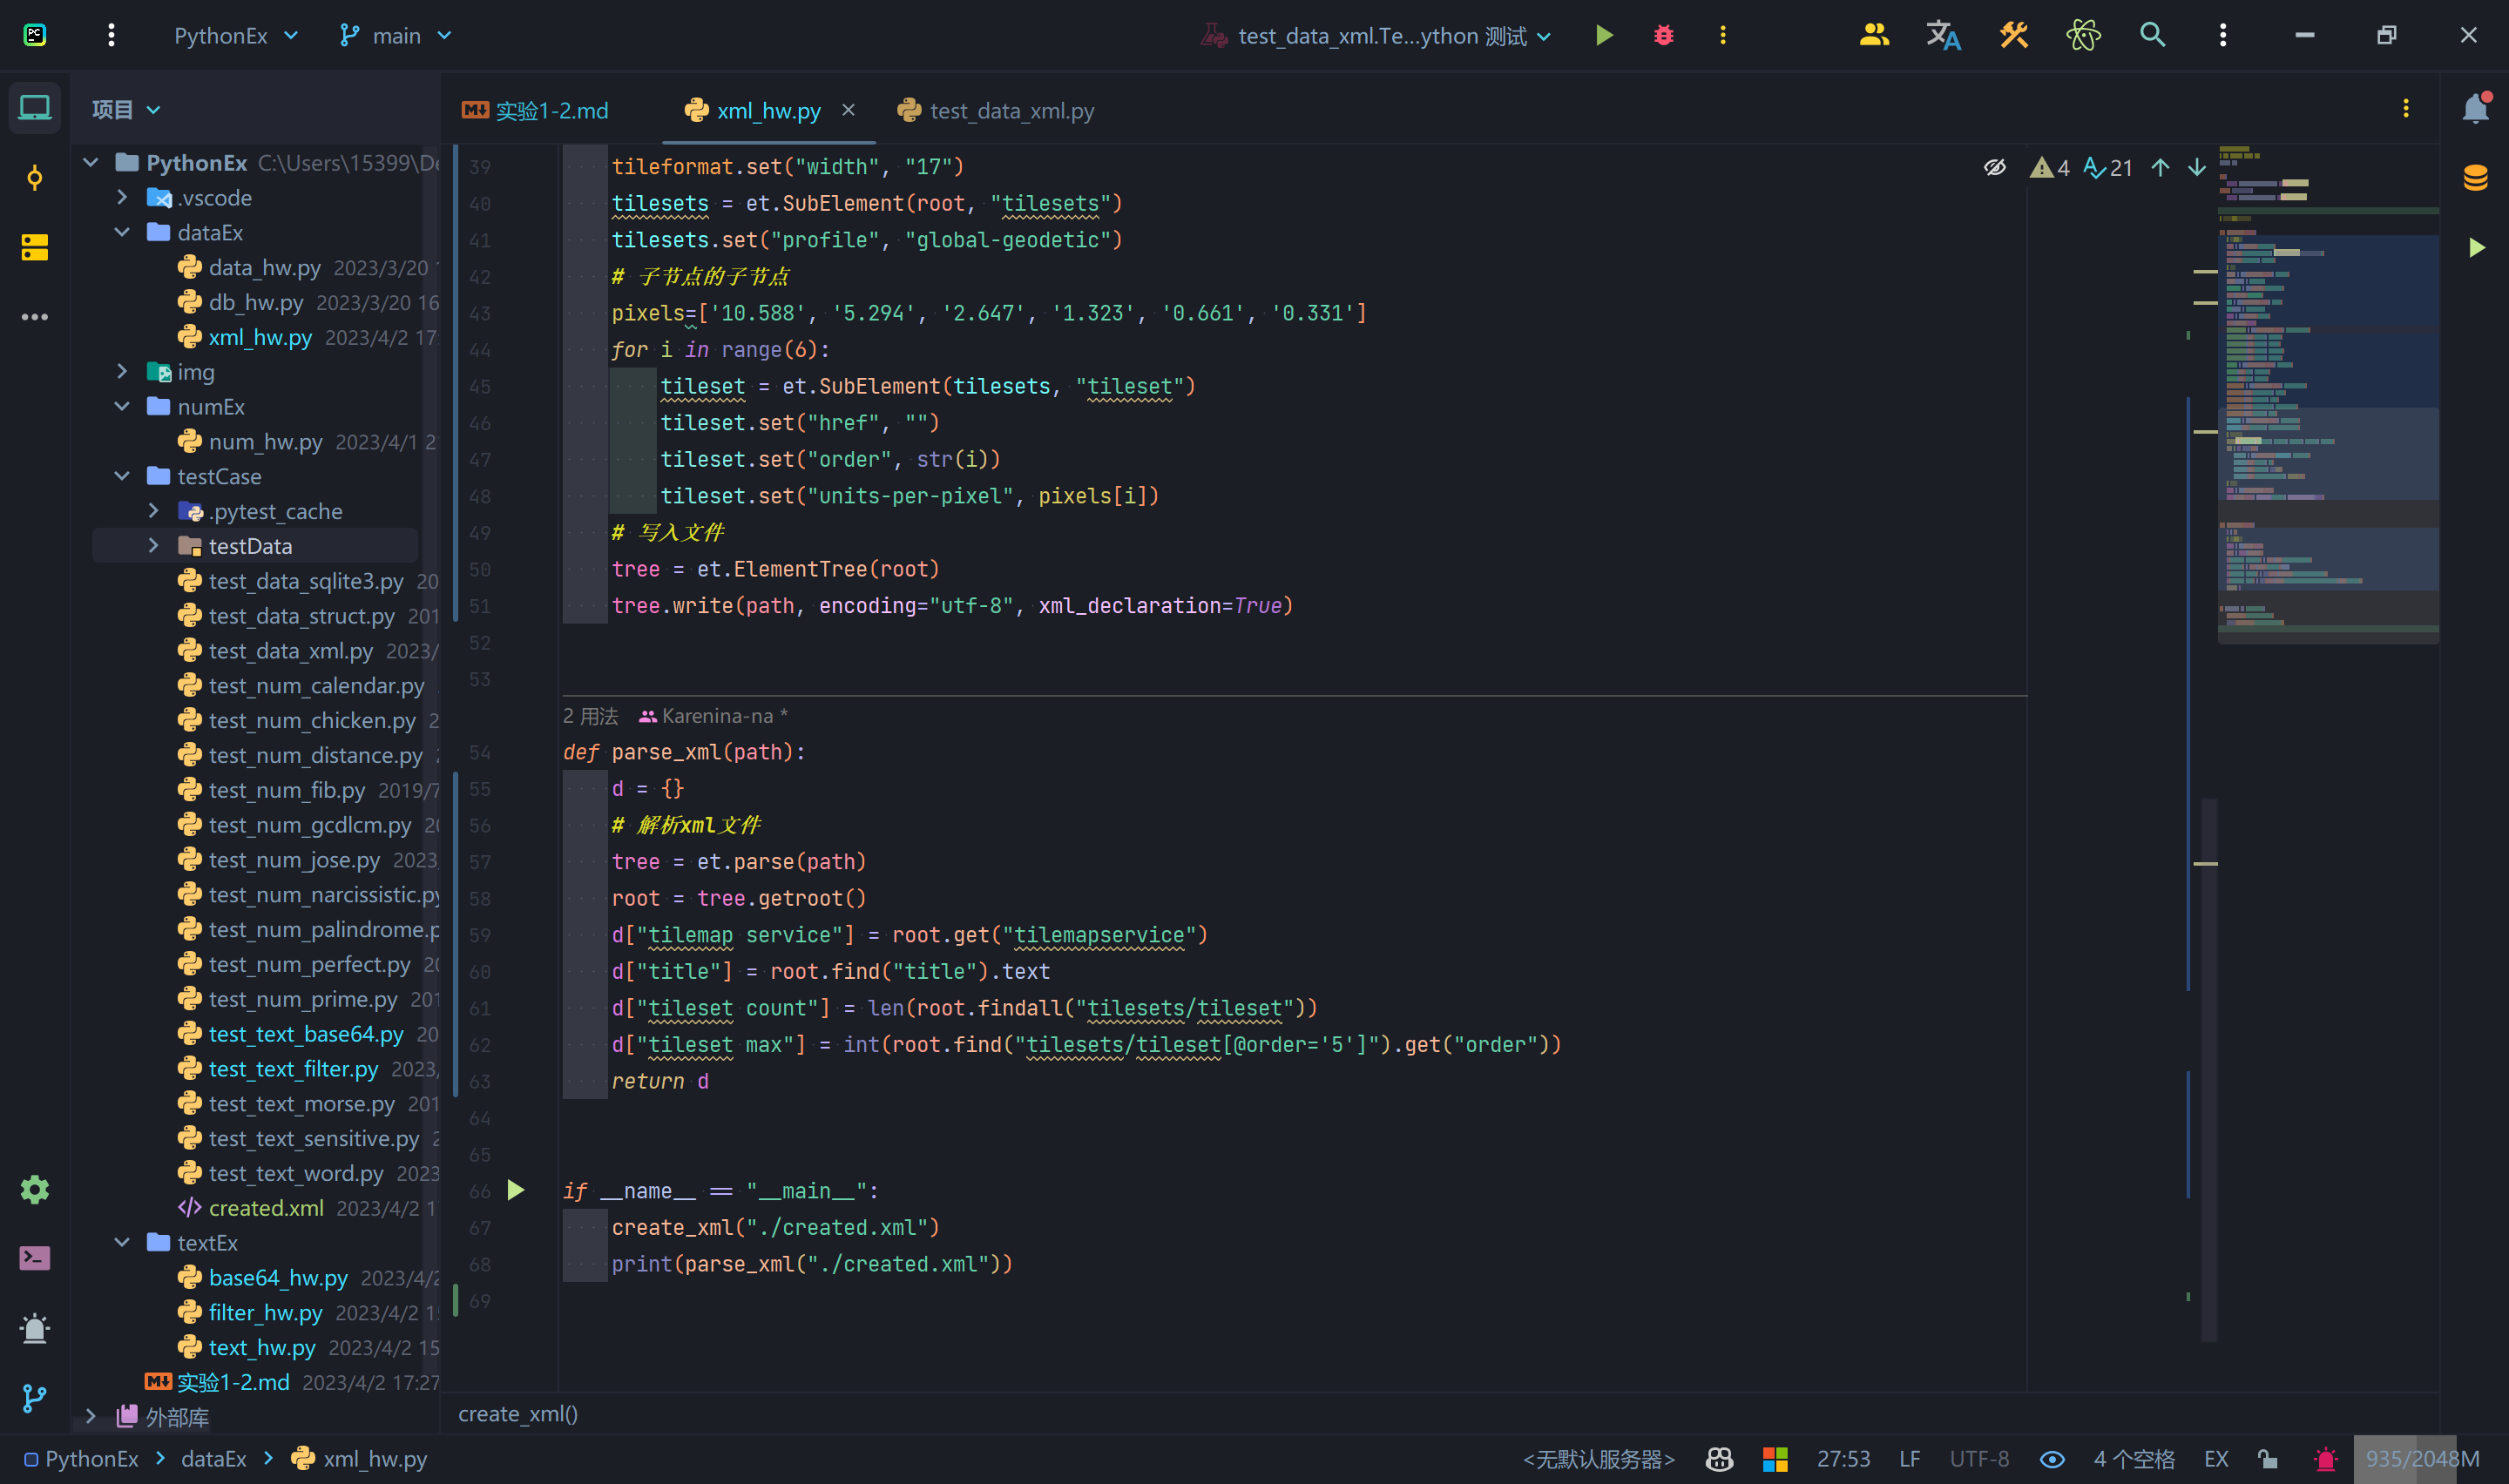 PythonEx
main
test_data_xml.Te...ython 测试
项目
PythonEx C:\Users\15399\De
.vscode
dataEx
data_hw.py 2023/3/20
db_hw.py 2023/3/20 16
xml_hw.py 2023/4/2 17:
img
numEx
num_hw.py 2023/4/1 2
testCase
.pytest_cache
testData
test_data_sqlite3.py 20
test_data_struct.py 201
test_data_xml.py 2023/
test_num_calendar.py
test_num_chicken.py 2
test_num_distance.py
test_num_fib.py 2019/7
test_num_gcdlcm.py 20
test_num_jose.py 2023
test_num_narcissistic.py
test_num_palindrome.p
test_num_perfect.py 20
test_num_prime.py 201
test_text_base64.py 20
test_text_filter.py 2023/
test_text_morse.py 201
test_text_sensitive.py 2
test_text_word.py 2023
created.xml 2023/4/2 1
textEx
base64_hw.py 2023/4/2
filter_hw.py 2023/4/2 1
text_hw.py 2023/4/2 15
实验1-2.md 2023/4/2 17:27
外部库
实验1-2.md
xml_hw.py
test_data_xml.py
4 21
39 tileformat.set("width", "17")
40 tilesets = et.SubElement(root, "tilesets")
41 tilesets.set("profile", "global-geodetic")
42 # 子节点的子节点
43 pixels=['10.588', '5.294', '2.647', '1.323', '0.661', '0.331']
44 for i in range(6):
45 tileset = et.SubElement(tilesets, "tileset")
46 tileset.set("href", "")
47 tileset.set("order", str(i))
48 tileset.set("units-per-pixel", pixels[i])
49 # 写入文件
50 tree = et.ElementTree(root)
51 tree.write(path, encoding="utf-8", xml_declaration=True)
52
53
2 用法 Karenina-na *
54 def parse_xml(path):
55 d = {}
56 # 解析xml文件
57 tree = et.parse(path)
58 root = tree.getroot()
59 d["tilemap service"] = root.get("tilemapservice")
60 d["title"] = root.find("title").text
61 d["tileset count"] = len(root.findall("tilesets/tileset"))
62 d["tileset max"] = int(root.find("tilesets/tileset[@order='5']").get("order"))
63 return d
64
65
66 if __name__ == "__main__":
67 create_xml("./created.xml")
68 print(parse_xml("./created.xml"))
69
create_xml()
PythonEx
dataEx
xml_hw.py
<无默认服务器>
27:53
LF
UTF-8
4 个空格
EX
935/2048M